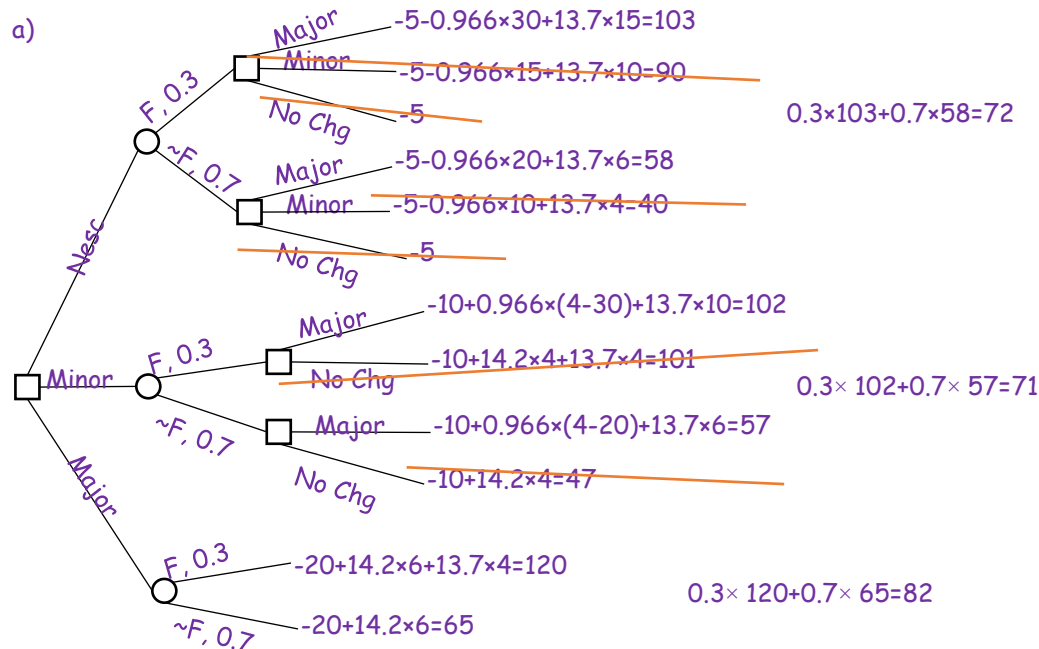 a)
Major
-5-0.966×30+13.7×15=103
Minor
-5-0.966×15+13.7×10=90
F, 0.3
No Chg
-5
0.3×103+0.7×58=72
~F, 0.7
Major
-5-0.966×20+13.7×6=58
Minor
-5-0.966×10+13.7×4=40
No Chg
-5
Nesc
Major
-10+0.966×(4-30)+13.7×10=102
F, 0.3
-10+14.2×4+13.7×4=101
No Chg
Minor
0.3× 102+0.7× 57=71
~F, 0.7
Major
-10+0.966×(4-20)+13.7×6=57
No Chg
-10+14.2×4=47
Major
F, 0.3
-20+14.2×6+13.7×4=120
0.3× 120+0.7× 65=82
~F, 0.7
-20+14.2×6=65